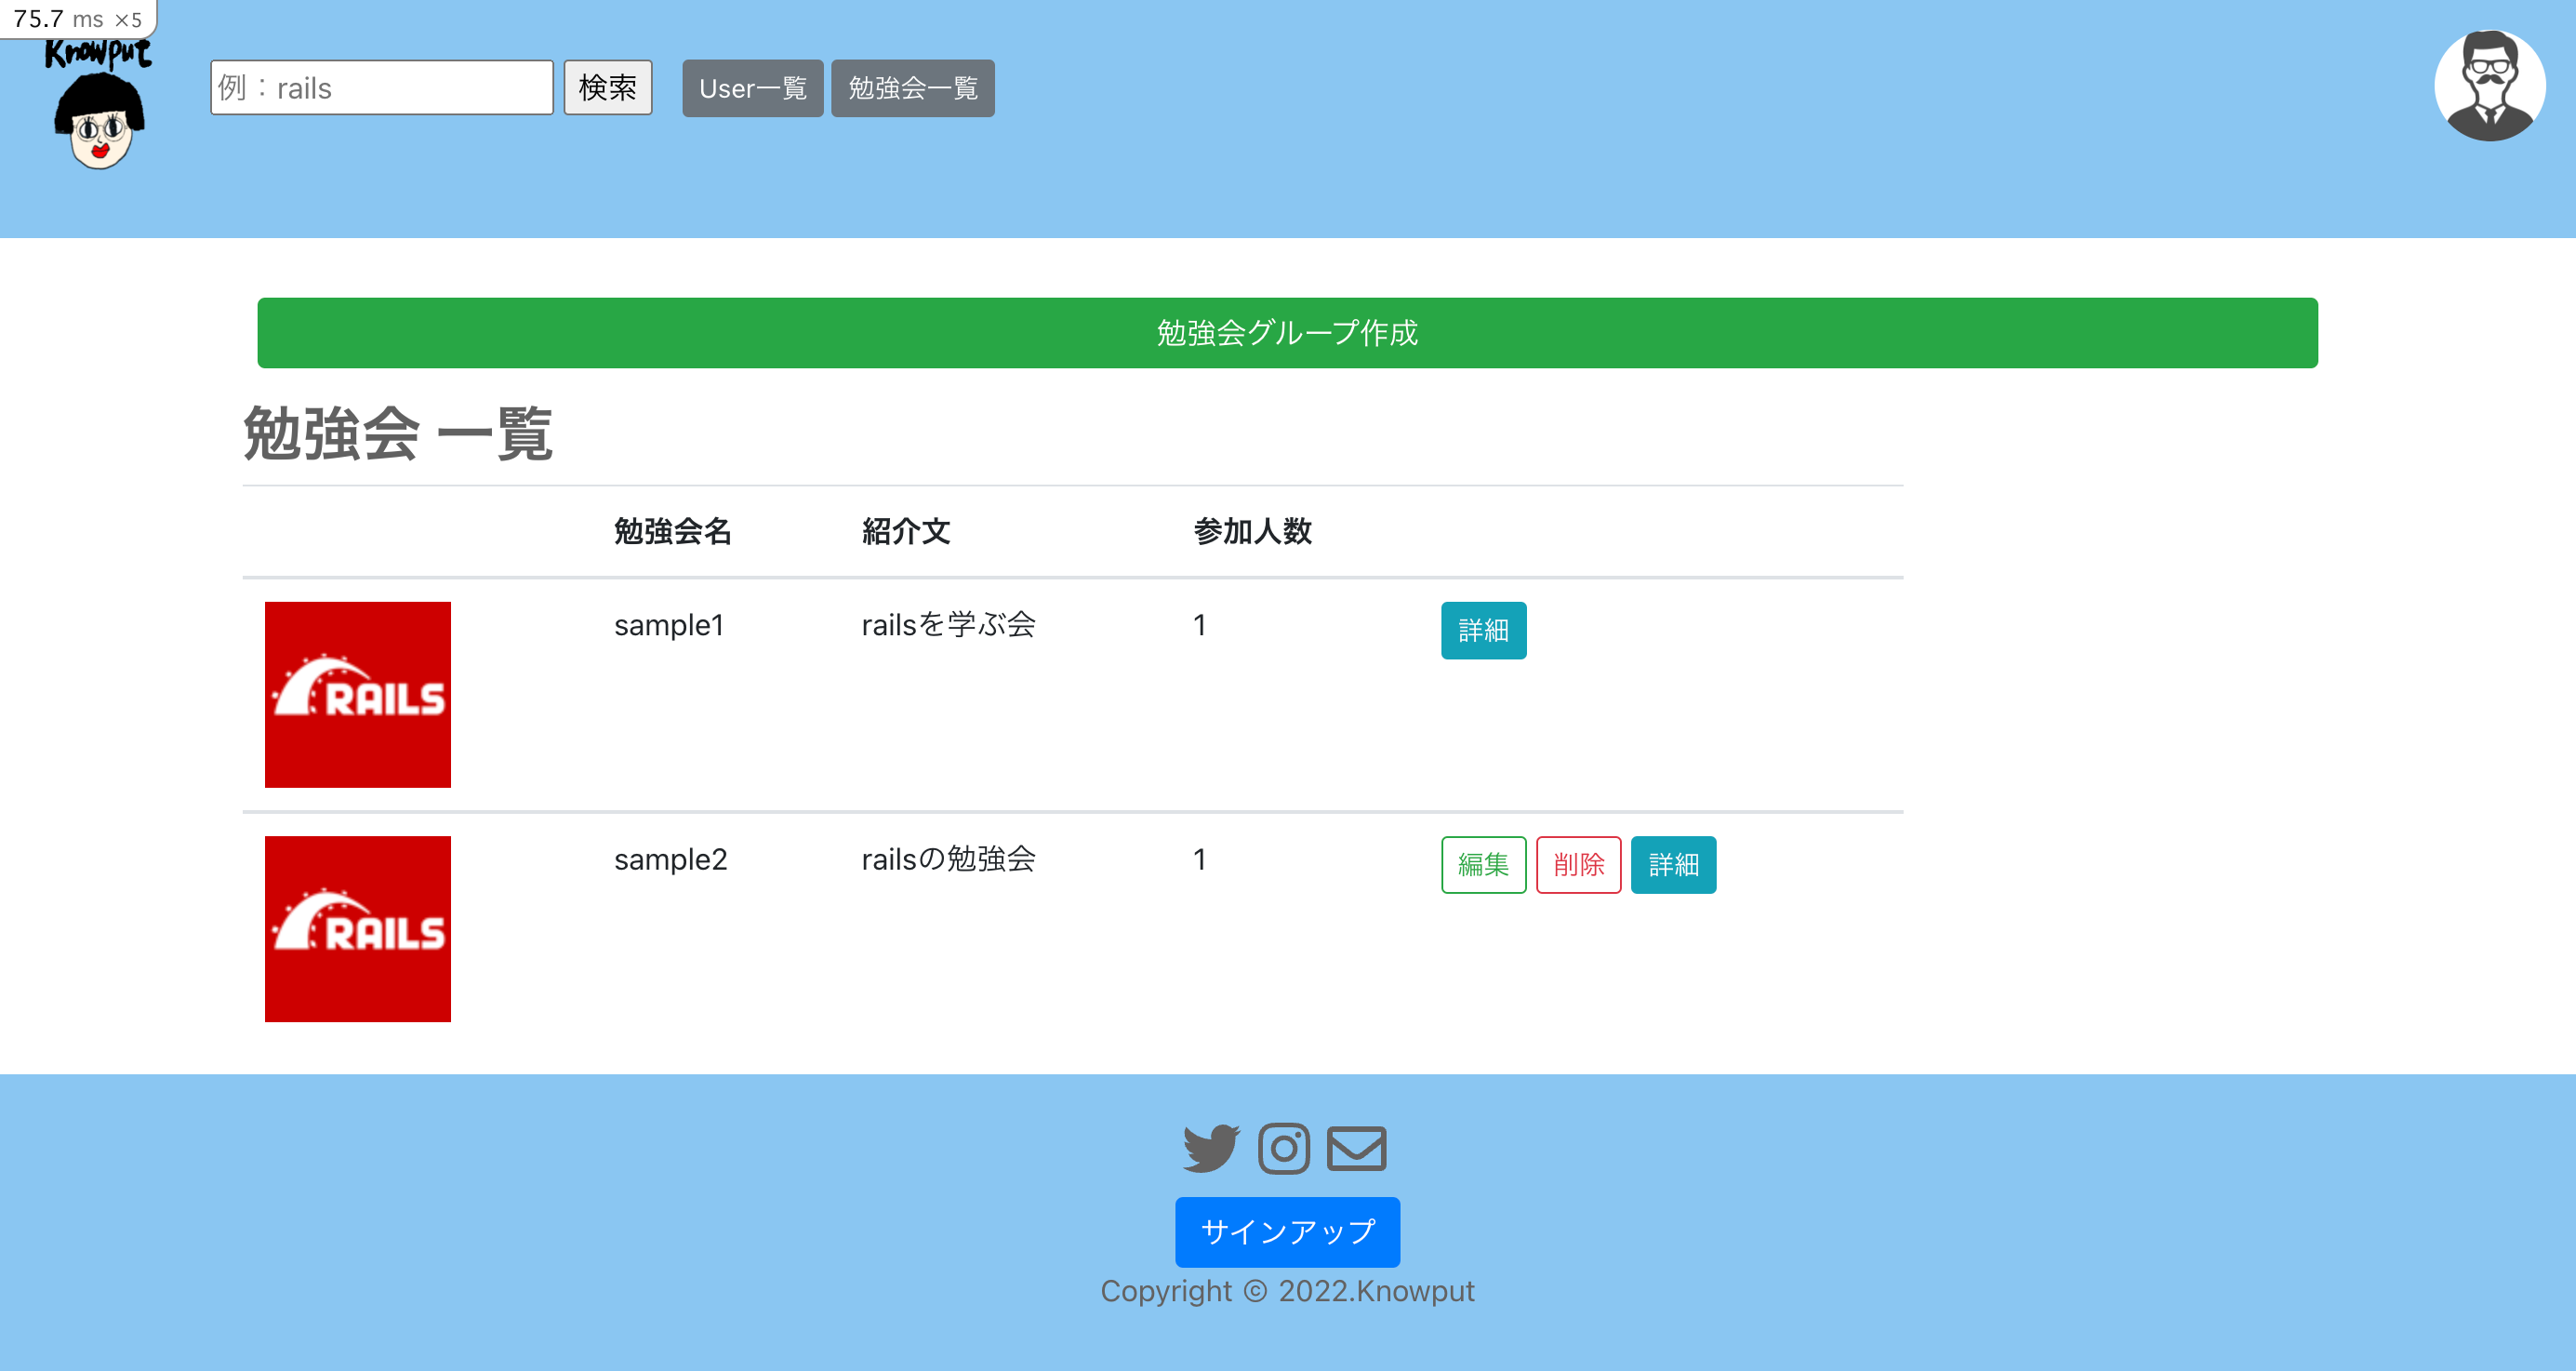 75.7 ms ×5
Knowput
例：rails 検索 User一覧 勉強会一覧
勉強会グループ作成
勉強会 一覧
勉強会名 紹介文 参加人数
sample1 railsを学ぶ会 1 詳細
RAILS
sample2 railsの勉強会 1 編集 削除 詳細
RAILS
サインアップ
Copyright © 2022.Knowput